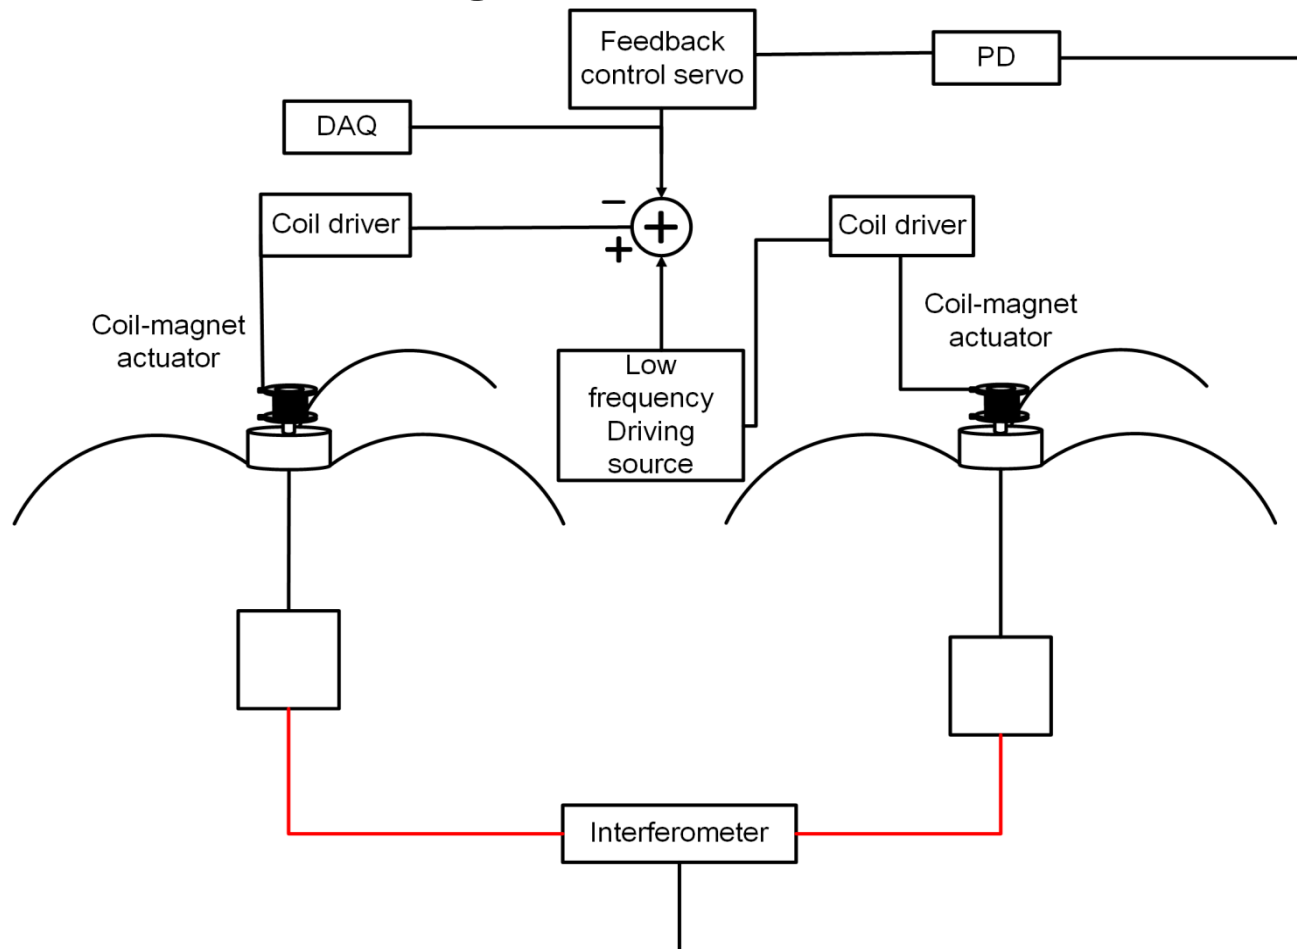 Feedback
control servo
PD
DAQ
−
+
+
Coil driver
Coil driver
Coil-magnet
actuator
Coil-magnet
actuator
Low
frequency
Driving
source
Interferometer